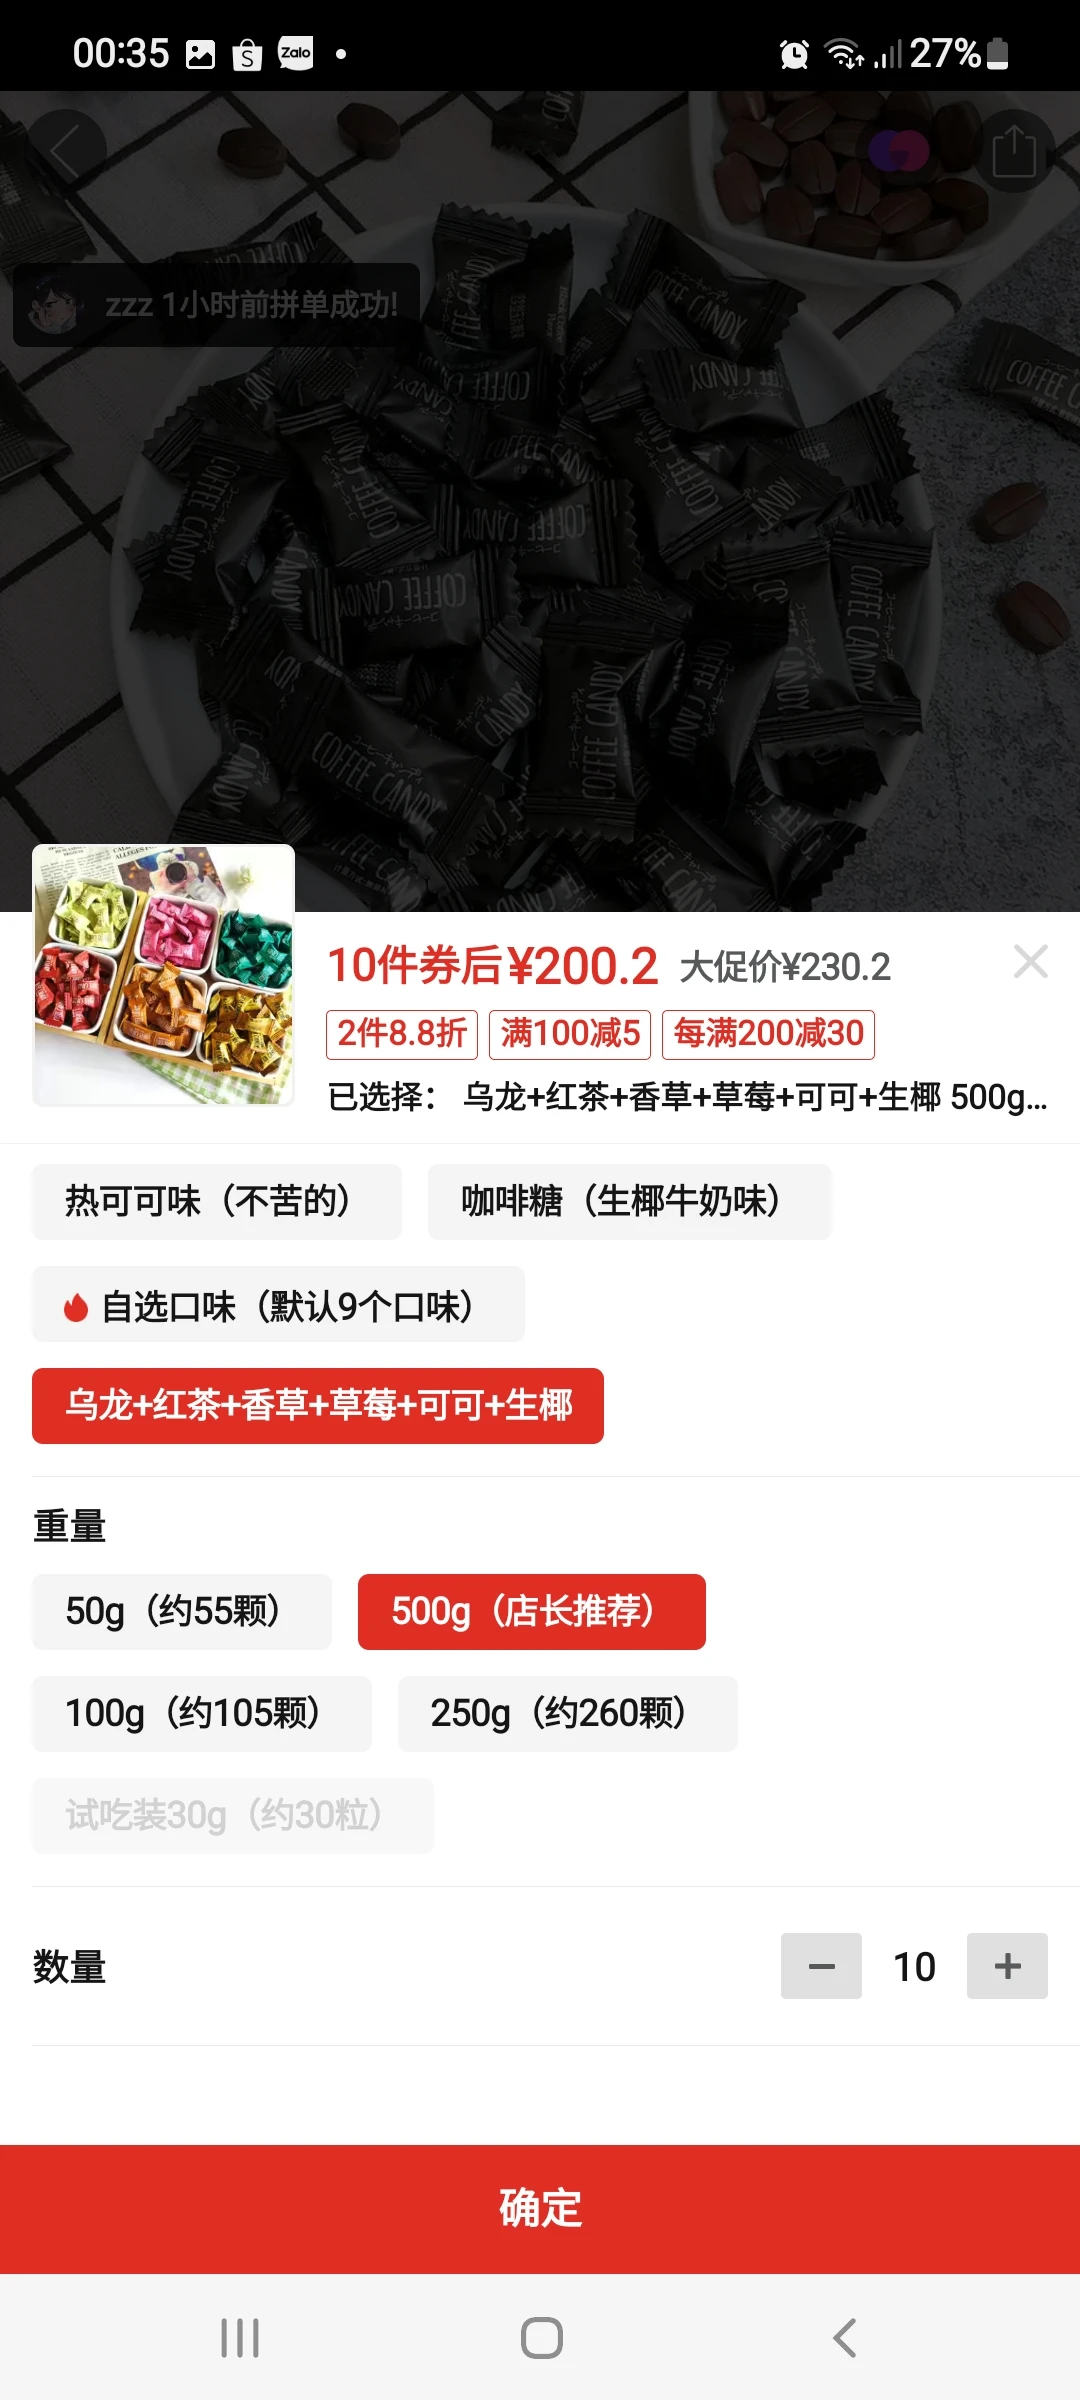 00:35 Zalo 27%
zzz 1小时前拼单成功!
COFFEE CANDY
10件券后¥200.2 大促价¥230.2
2件8.8折 满100减5 每满200减30
已选择： 乌龙+红茶+香草+草莓+可可+生椰 500g...
热可可味（不苦的） 咖啡糖（生椰牛奶味）
自选口味（默认9个口味）
乌龙+红茶+香草+草莓+可可+生椰
重量
50g（约55颗） 500g（店长推荐）
100g（约105颗） 250g（约260颗）
试吃装30g（约30粒）
数量 10
确定